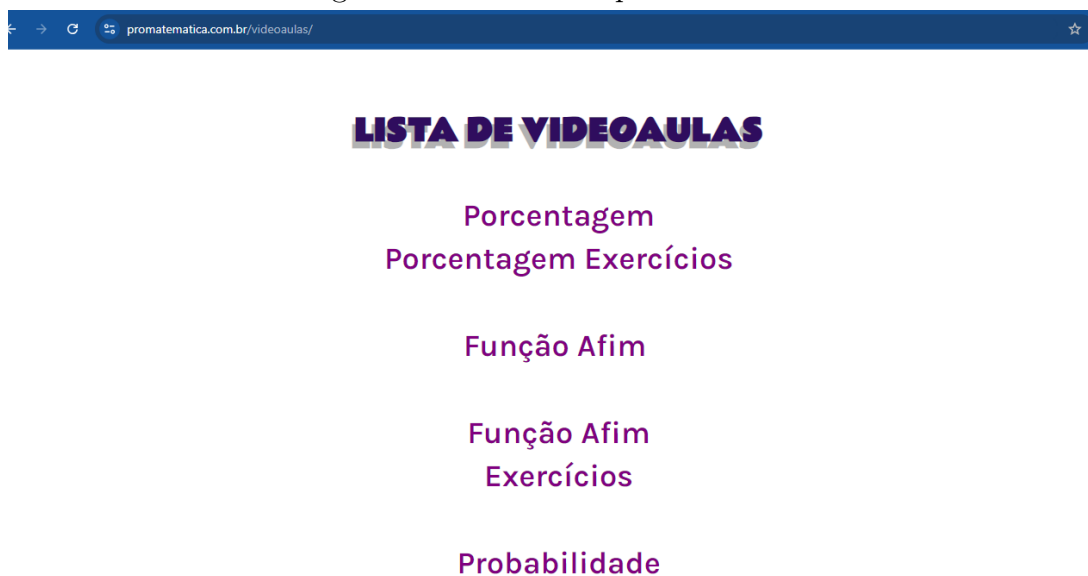 promatematica.com.br/videoaulas/
LISTA DE VIDEOAULAS
Porcentagem
Porcentagem Exercícios
Função Afim
Função Afim
Exercícios
Probabilidade